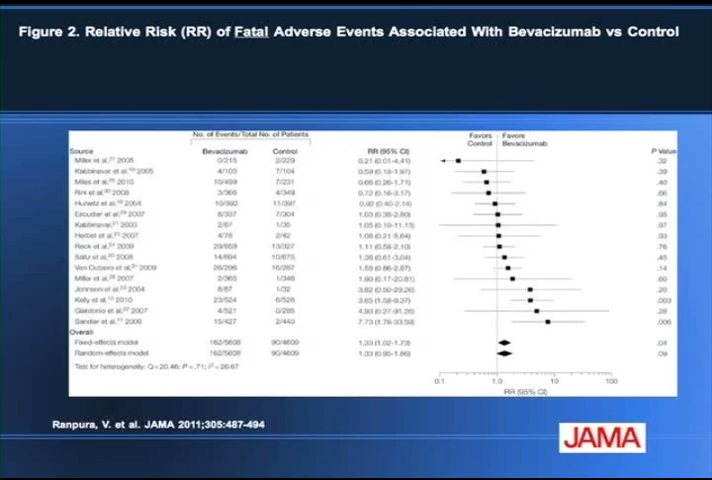 Figure 2. Relative Risk (RR) of Fatal Adverse Events Associated With Bevacizumab vs Control
No. of Events/Total No. of Patients
Favors Control Favors Bevacizumab
Source Bevacizumab Control RR (95% CI) P Value
Miller et al, 2005 0/215 2/229 0.21 (0.01-4.41) .32
Kabbinavar et al, 2005 4/100 7/104 0.59 (0.18-1.97) .39
Miles et al, 2010 10/499 7/231 0.66 (0.26-1.71) .40
Rini et al, 2008 3/366 4/349 0.72 (0.16-3.17) .66
Hurwitz et al, 2004 10/393 11/397 0.92 (0.40-2.14) .84
Escudier et al, 2007 8/337 7/304 1.03 (0.38-2.80) .95
Kabbinavar, 2003 2/67 1/35 1.05 (0.10-11.13) .97
Herbst et al, 2007 4/78 2/42 1.08 (0.21-5.64) .93
Reck et al, 2009 29/659 13/327 1.11 (0.58-2.10) .76
Saltz et al, 2008 14/694 10/675 1.36 (0.61-3.04) .45
Van Cutsem et al, 2009 26/296 16/287 1.58 (0.86-2.87) .14
Miller et al, 2007 2/365 1/346 1.90 (0.17-20.81) .60
Johnson et al, 2004 8/67 1/32 3.82 (0.50-29.26) .20
Kelly et al, 2010 23/524 6/526 3.85 (1.58-9.37) .003
Giantonio et al, 2007 4/521 0/285 4.93 (0.27-91.26) .28
Sandler et al, 2006 15/427 2/440 7.73 (1.78-33.59) .006
Overall
Fixed-effects model 162/5608 90/4609 1.33 (1.02-1.73) .04
Random-effects model 162/5608 90/4609 1.33 (0.95-1.86) .09
Test for heterogeneity: Q=20.46; P=.71; I²=26.67
0.1 1.0 10 100
RR (95% CI)
Ranpura, V. et al. JAMA 2011;305:487-494
JAMA